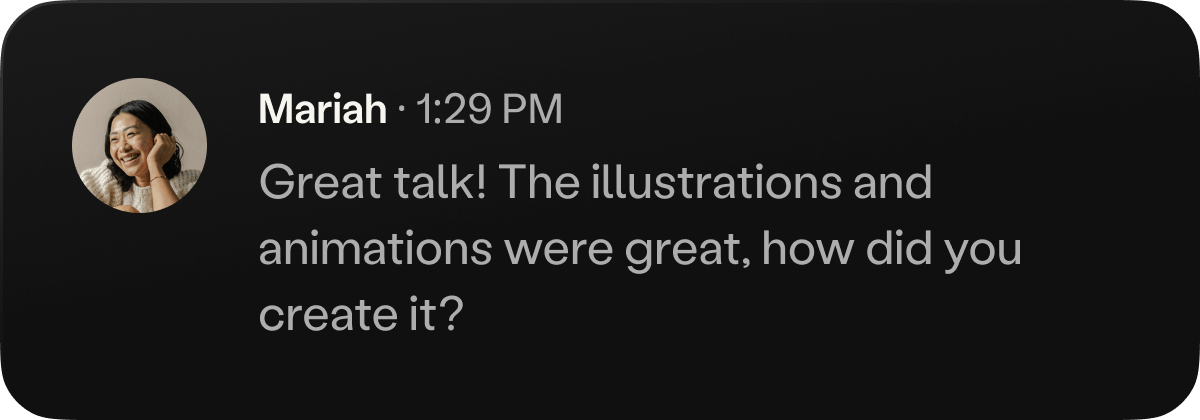 Mariah · 1:29 PM
Great talk! The illustrations and
animations were great, how did you
create it?